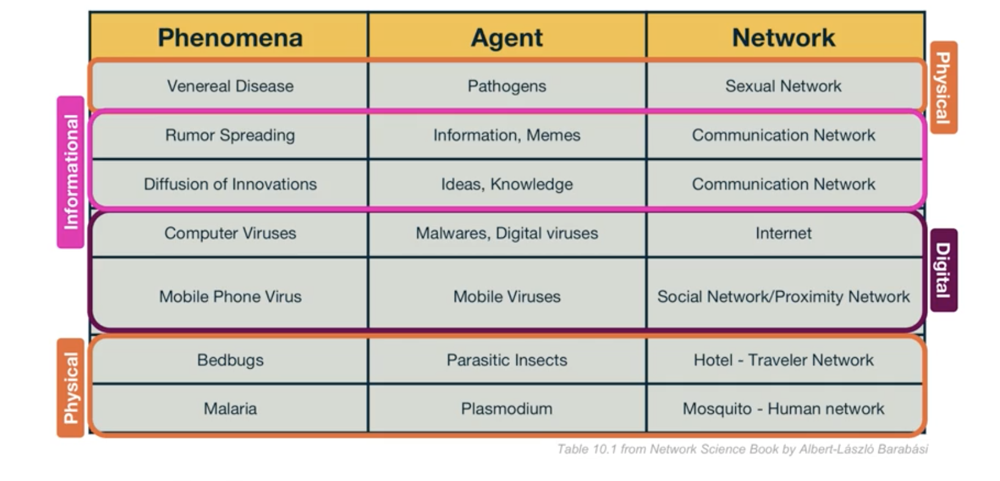 Phenomena Agent Network
Physical
Venereal Disease Pathogens Sexual Network
Informational
Rumor Spreading Information, Memes Communication Network
Diffusion of Innovations Ideas, Knowledge Communication Network
Computer Viruses Malwares, Digital viruses Internet
Digital
Mobile Phone Virus Mobile Viruses Social Network/Proximity Network
Physical
Bedbugs Parasitic Insects Hotel - Traveler Network
Malaria Plasmodium Mosquito - Human network
Table 10.1 from Network Science Book by Albert-László Barabási